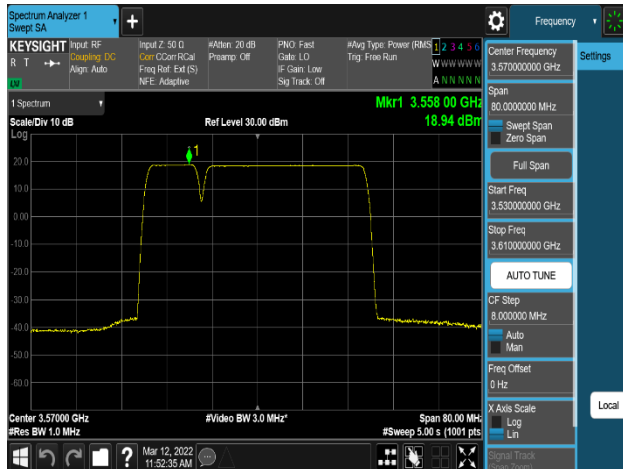 Spectrum Analyzer 1
Swept SA
Frequency
KEYSIGHT
R T
Input: RF
Coupling: DC
Align: Auto
Input Z: 50 Ω
Corr CCorr RCal
Freq Ref: Ext (S)
NFE: Adaptive
#Atten: 20 dB
Preamp: Off
PNO: Fast
Gate: LO
IF Gain: Low
Sig Track: Off
#Avg Type: Power (RMS
Trig: Free Run
1 2 3 4 5 6
W W W W W W
A N N N N N
1 Spectrum
Scale/Div 10 dB
Ref Level 30.00 dBm
Mkr1 3.558 00 GHz
18.94 dBm
Log
1
20.0
10.0
0.00
-10.0
-20.0
-30.0
-40.0
-50.0
-60.0
Center 3.57000 GHz
#Res BW 1.0 MHz
#Video BW 3.0 MHz*
Span 80.00 MHz
#Sweep 5.00 s (1001 pts
Mar 12, 2022
11:52:35 AM
?
Center Frequency
3.570000000 GHz
Settings
Span
80.0000000 MHz
Swept Span
Zero Span
Full Span
Start Freq
3.530000000 GHz
Stop Freq
3.610000000 GHz
AUTO TUNE
CF Step
8.000000 MHz
Auto
Man
Freq Offset
0 Hz
X Axis Scale
Log
Lin
Local
Signal Track
(Span Zoom)